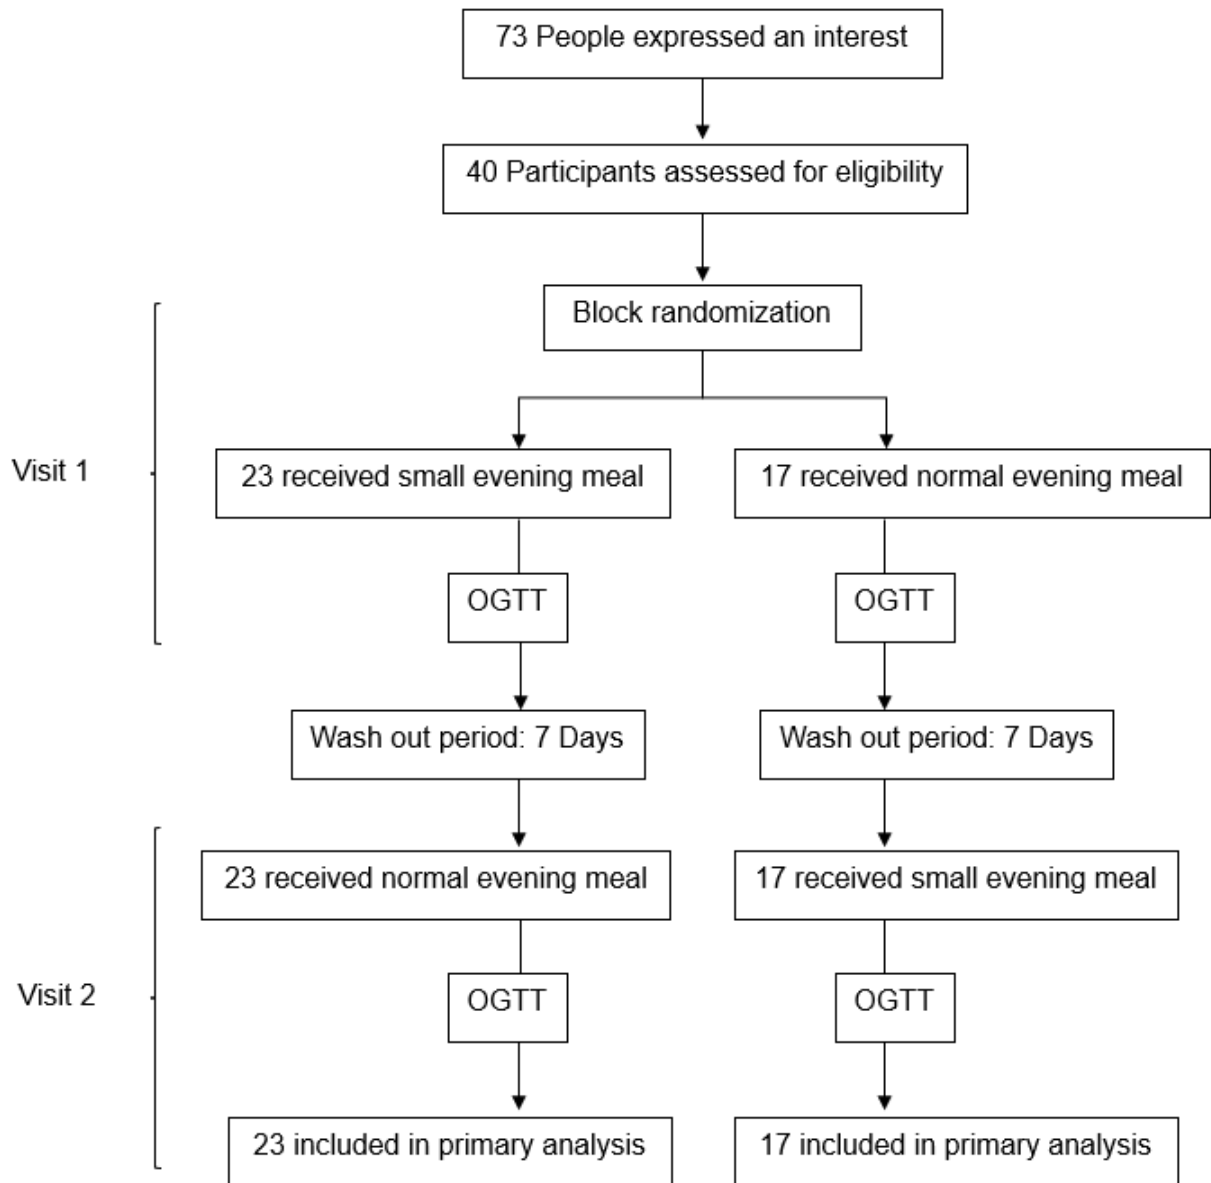 73 People expressed an interest
40 Participants assessed for eligibility
Block randomization
Visit 1
23 received small evening meal
17 received normal evening meal
OGTT
OGTT
Wash out period: 7 Days
Wash out period: 7 Days
23 received normal evening meal
17 received small evening meal
Visit 2
OGTT
OGTT
23 included in primary analysis
17 included in primary analysis